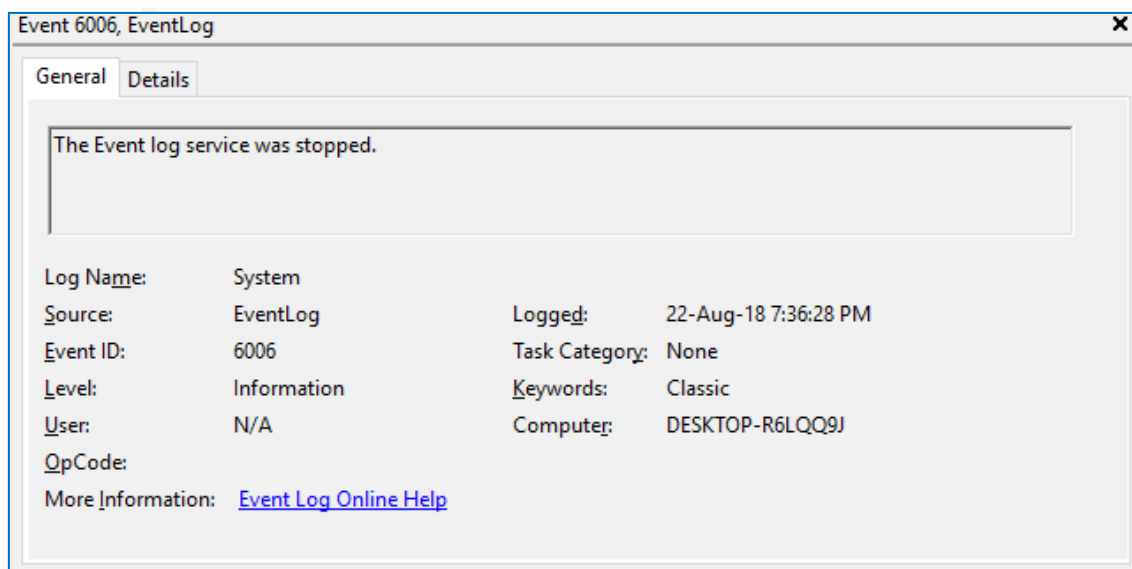 Event 6006, EventLog
General Details
The Event log service was stopped.
Log Name: System
Source: EventLog Logged: 22-Aug-18 7:36:28 PM
Event ID: 6006 Task Category: None
Level: Information Keywords: Classic
User: N/A Computer: DESKTOP-R6LQQ9J
OpCode:
More Information: Event Log Online Help